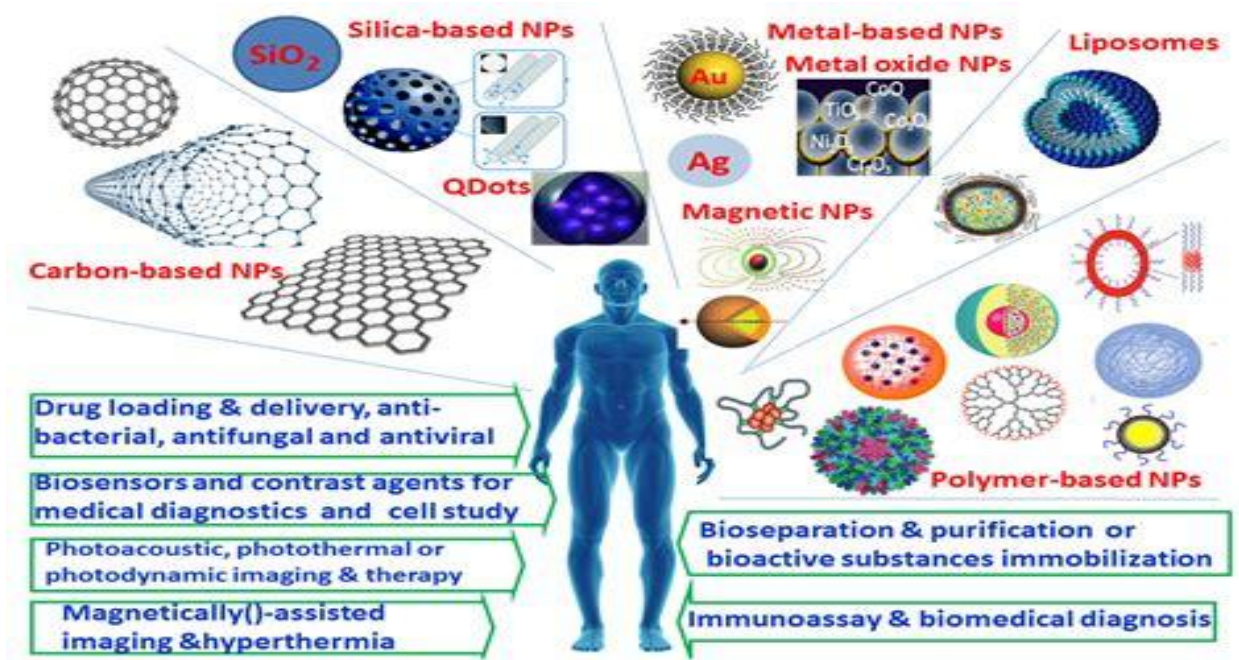 SiO₂
Silica-based NPs
Metal-based NPs
Metal oxide NPs
Liposomes
Au
CoO
TiO
Co₃O
Ni₂O
Cr₂O₃
Ag
QDots
Magnetic NPs
Carbon-based NPs
Polymer-based NPs
Drug loading & delivery, anti-
bacterial, antifungal and antiviral
Biosensors and contrast agents for
medical diagnostics and cell study
Photoacoustic, photothermal or
photodynamic imaging & therapy
Magnetically()-assisted
imaging &hyperthermia
Bioseparation & purification or
bioactive substances immobilization
Immunoassay & biomedical diagnosis